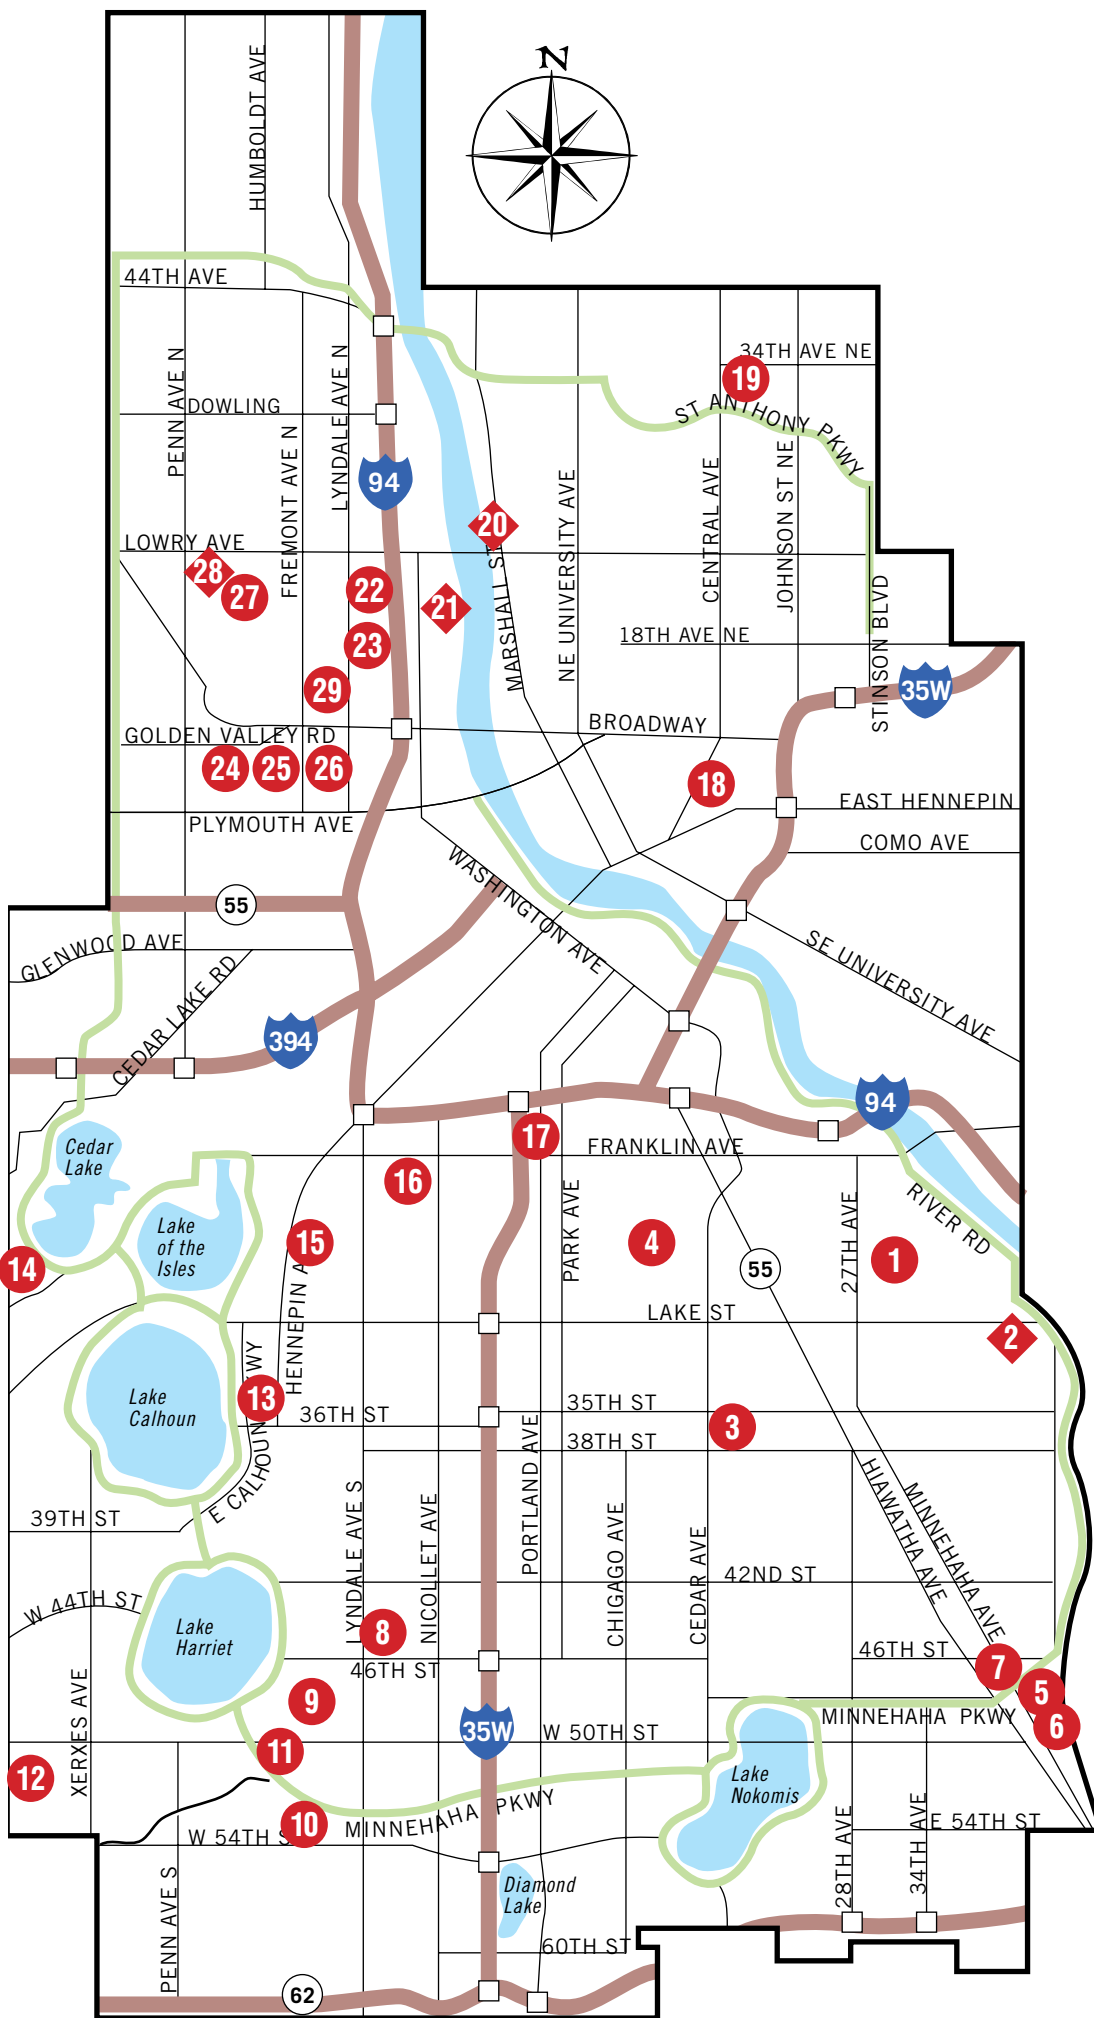 N
HUMBOLDT AVE
44TH AVE
34TH AVE NE
19
ST ANTHONY PKWY
PENN AVE N
DOWLING
LYNDALE AVE N
FREMONT AVE N
94
NE UNIVERSITY AVE
CENTRAL AVE
JOHNSON ST NE
20
LOWRY AVE
MARSHALL ST
28
27
22
21
STINSON BLVD
23
18TH AVE NE
29
35W
BROADWAY
GOLDEN VALLEY RD
24
25
26
18
EAST HENNEPIN
PLYMOUTH AVE
COMO AVE
WASHINGTON AVE
55
GLENWOOD AVE
SE UNIVERSITY AVE
CEDAR LAKE RD
394
94
Cedar
Lake
17
FRANKLIN AVE
16
PARK AVE
27TH AVE
RIVER RD
Lake
of the
Isles
15
HENNEPIN A
4
1
14
55
LAKE ST
2
Lake
Calhoun
13
E CALHOUN
WY
36TH ST
35TH ST
3
38TH ST
39TH ST
LYNDALE AVE S
NICOLLET AVE
PORTLAND AVE
CHIGAGO AVE
CEDAR AVE
HIAWATHA AVE
MINNEHAHA AVE
42ND ST
W 44TH ST
Lake
Harriet
8
46TH ST
46TH ST
7
5
6
XERXES AVE
9
35W
W 50TH ST
MINNEHAHA PKWY
11
12
Lake
Nokomis
10
W 54TH S
MINNEHAHA PKWY
28TH AVE
34TH AVE
E 54TH ST
PENN AVE S
Diamond
Lake
60TH ST
62